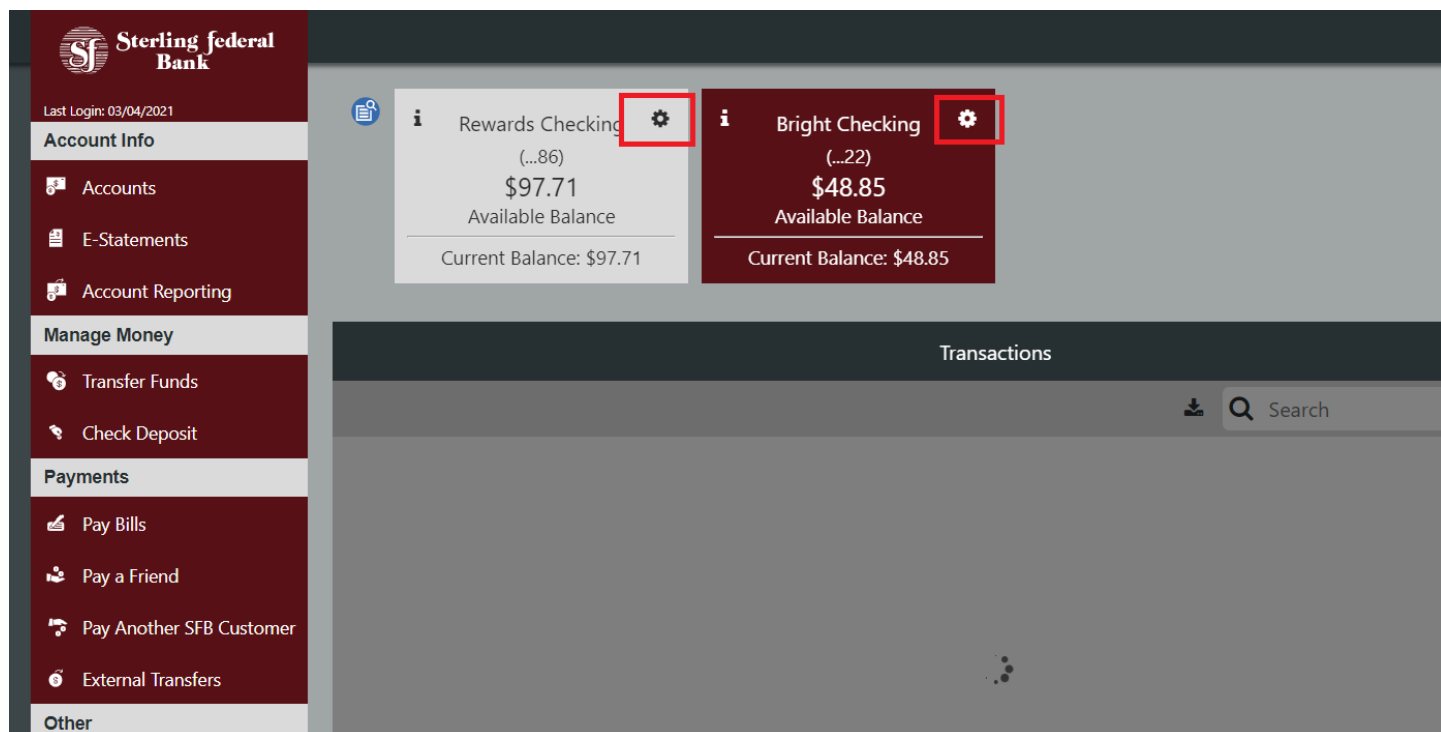 Sterling federal
Bank
Last Login: 03/04/2021
Account Info
Accounts
E-Statements
Account Reporting
Manage Money
Transfer Funds
Check Deposit
Payments
Pay Bills
Pay a Friend
Pay Another SFB Customer
External Transfers
Other
i Rewards Checking
(...86)
$97.71
Available Balance
Current Balance: $97.71
i Bright Checking
(...22)
$48.85
Available Balance
Current Balance: $48.85
Transactions
Search